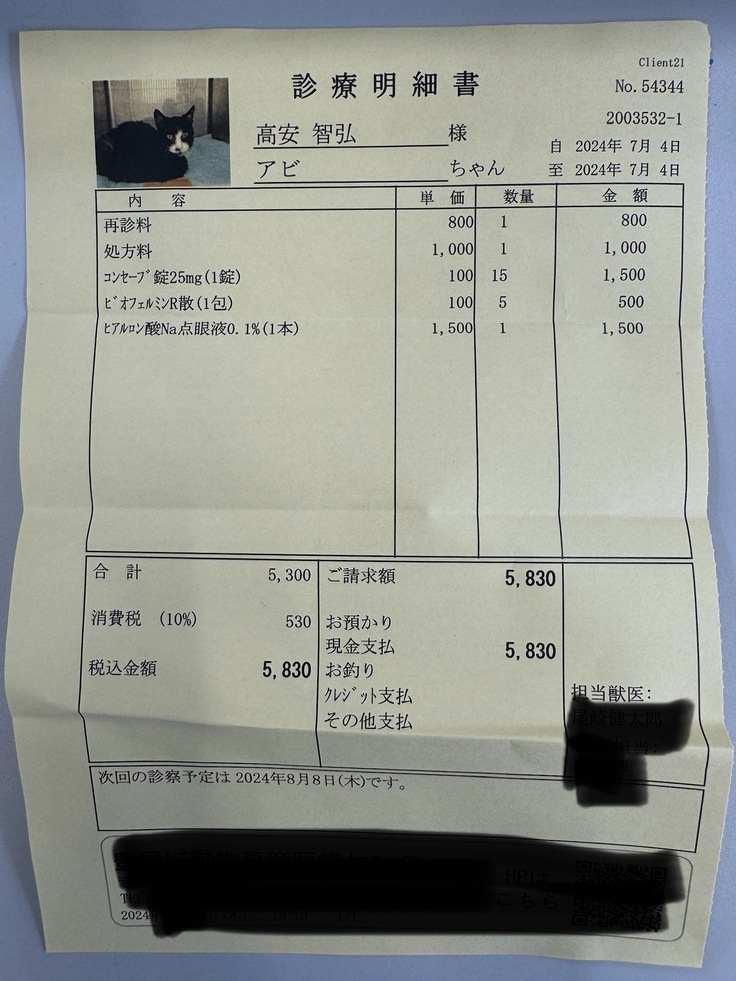 Client21
診療明細書
No.54344
2003532-1
高安 智弘 様
自 2024年 7月 4日
アビ ちゃん
至 2024年 7月 4日
内 容 単 価 数量 金 額
再診料 800 1 800
処方料 1,000 1 1,000
ｺﾝｾｰﾌﾞ錠25mg(1錠) 100 15 1,500
ﾋﾞｵﾌｪﾙﾐﾝR散(1包) 100 5 500
ﾋｱﾙﾛﾝ酸Na点眼液0.1%(1本) 1,500 1 1,500
合 計 5,300
消費税 (10%) 530
税込金額 5,830
ご請求額 5,830
お預かり
現金支払 5,830
お釣り
ｸﾚｼﾞｯﾄ支払
その他支払
担当獣医:
担当:
次回の診察予定は2024年8月8日(木)です。
HPは
こちら